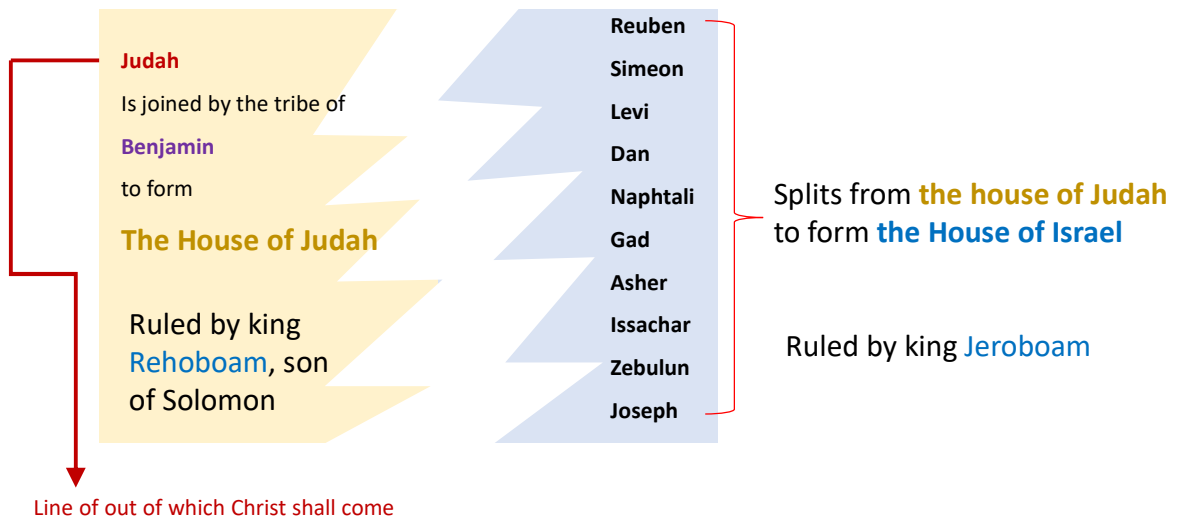 Judah
Is joined by the tribe of
Benjamin
to form
The House of Judah
Ruled by king
Rehoboam, son
of Solomon
Line of out of which Christ shall come
Reuben
Simeon
Levi
Dan
Naphtali
Gad
Asher
Issachar
Zebulun
Joseph
Splits from the house of Judah
to form the House of Israel
Ruled by king Jeroboam